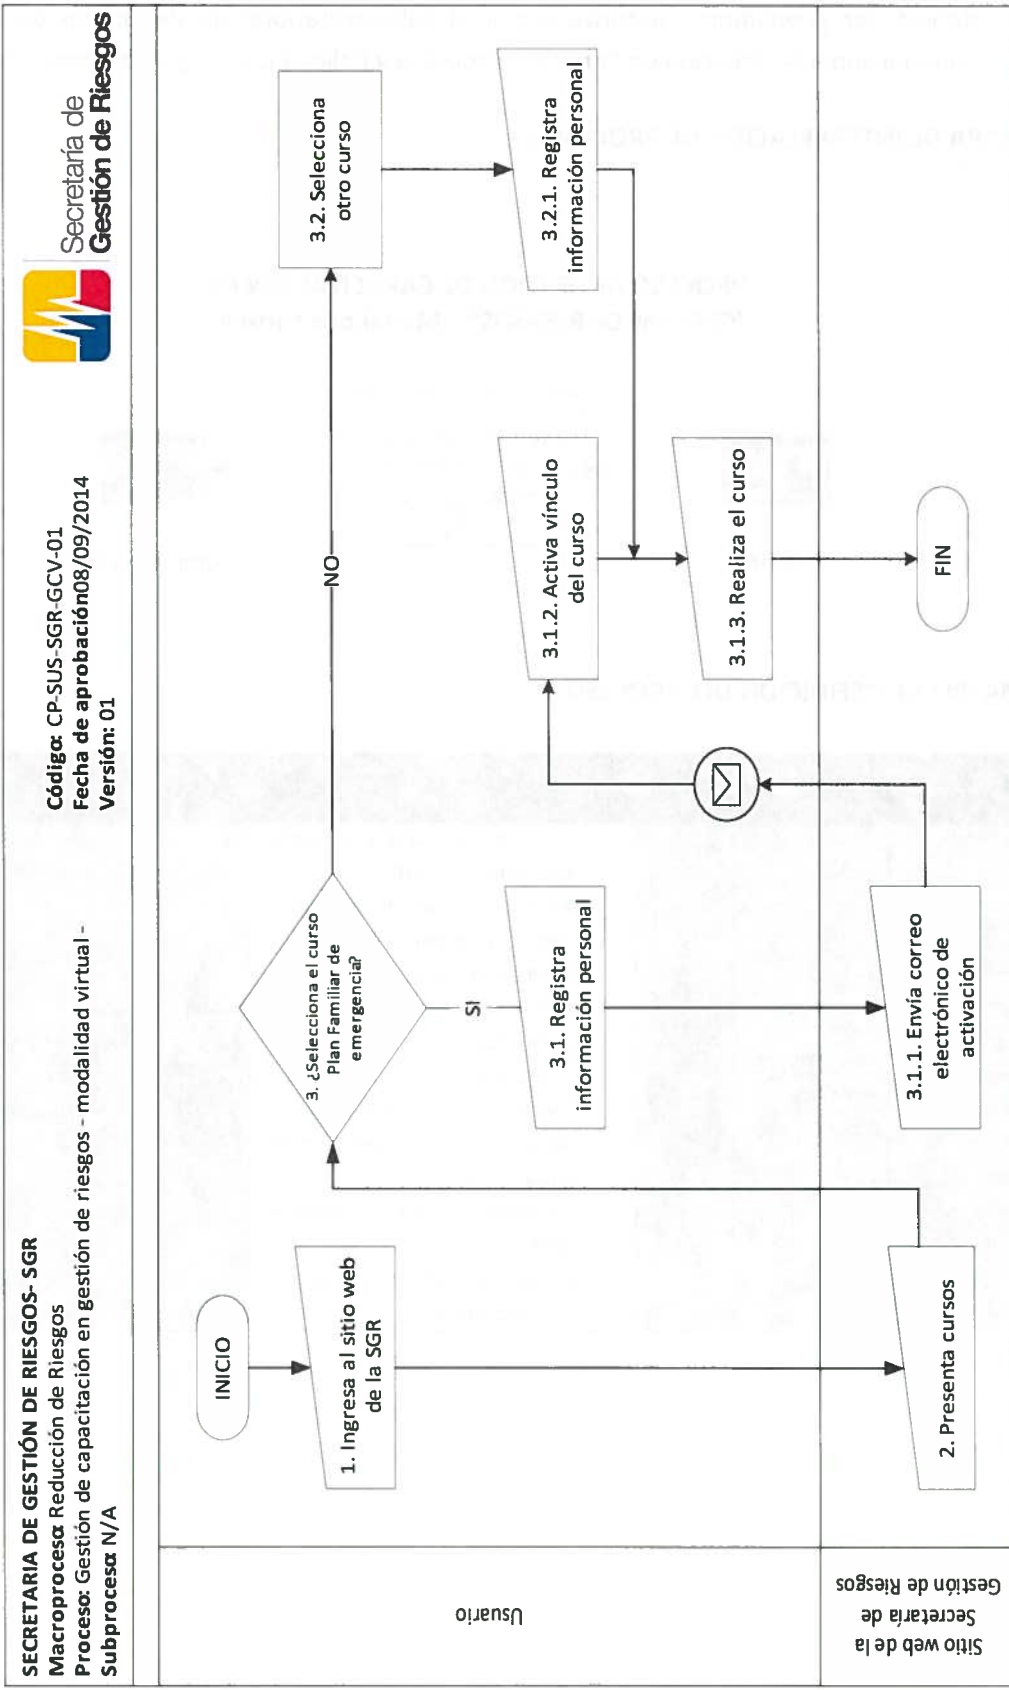 SECRETARIA DE GESTIÓN DE RIESGOS- SGR
Macroproceso: Reducción de Riesgos
Proceso: Gestión de capacitación en gestión de riesgos - modalidad virtual -
Subproceso: N/A
Código: CP-SUS-SGR-GCV-01
Fecha de aprobación08/09/2014
Versión: 01
Secretaría de
Gestión de Riesgos
Usuario
INICIO
1. Ingresa al sitio web
de la SGR
3. ¿Selecciona el curso
Plan Familiar de
emergencia?
NO
SI
3.2. Selecciona
otro curso
3.1. Registra
información personal
3.2.1. Registra
información personal
3.1.2. Activa vínculo
del curso
3.1.3. Realiza el curso
Sitio web de la
Secretaría de
Gestión de Riesgos
2. Presenta cursos
3.1.1. Envía correo
electrónico de
activación
FIN